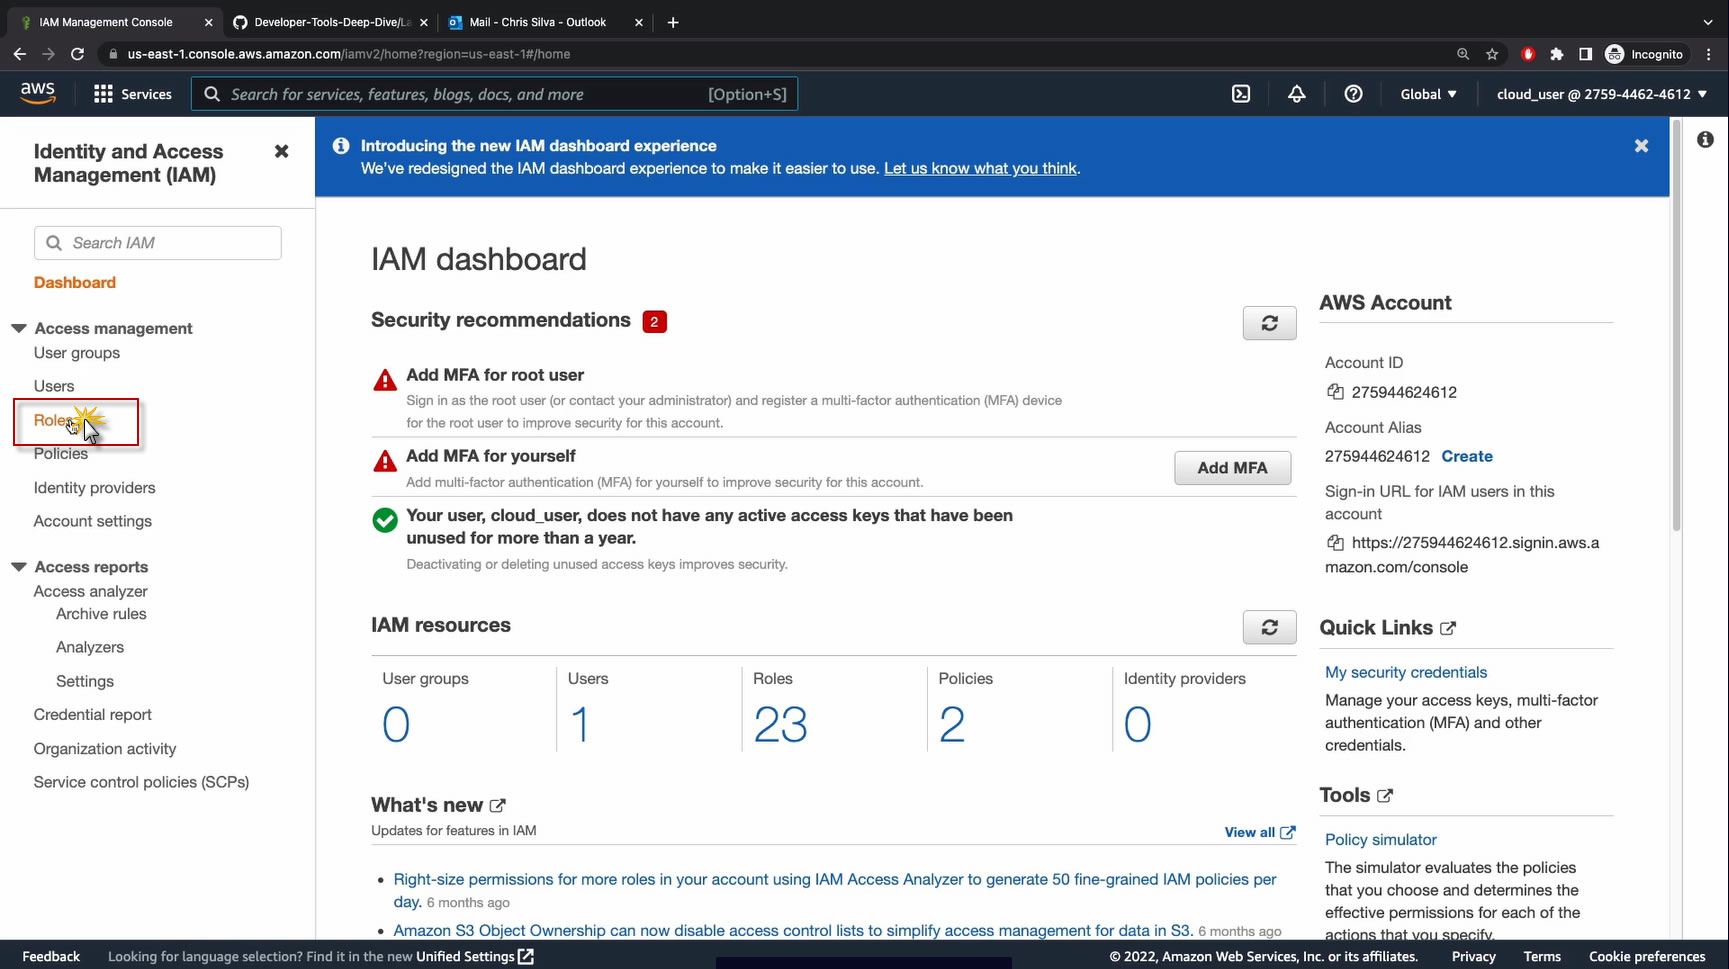 IAM Management Console
Developer-Tools-Deep-Dive/La
Mail - Chris Silva - Outlook
us-east-1.console.aws.amazon.com/iamv2/home?region=us-east-1#/home
Incognito
aws
Services
Search for services, features, blogs, docs, and more
[Option+S]
Global
cloud_user @ 2759-4462-4612
Identity and Access
Management (IAM)
Search IAM
Dashboard
Access management
User groups
Users
Roles
Policies
Identity providers
Account settings
Access reports
Access analyzer
Archive rules
Analyzers
Settings
Credential report
Organization activity
Service control policies (SCPs)
Introducing the new IAM dashboard experience
We've redesigned the IAM dashboard experience to make it easier to use. Let us know what you think.
IAM dashboard
Security recommendations 2
Add MFA for root user
Sign in as the root user (or contact your administrator) and register a multi-factor authentication (MFA) device
for the root user to improve security for this account.
Add MFA for yourself
Add multi-factor authentication (MFA) for yourself to improve security for this account.
Add MFA
Your user, cloud_user, does not have any active access keys that have been
unused for more than a year.
Deactivating or deleting unused access keys improves security.
IAM resources
User groups
0
Users
1
Roles
23
Policies
2
Identity providers
0
What's new
Updates for features in IAM
View all
Right-size permissions for more roles in your account using IAM Access Analyzer to generate 50 fine-grained IAM policies per
day. 6 months ago
Amazon S3 Object Ownership can now disable access control lists to simplify access management for data in S3. 6 months ago
AWS Account
Account ID
275944624612
Account Alias
275944624612 Create
Sign-in URL for IAM users in this
account
https://275944624612.signin.aws.a
mazon.com/console
Quick Links
My security credentials
Manage your access keys, multi-factor
authentication (MFA) and other
credentials.
Tools
Policy simulator
The simulator evaluates the policies
that you choose and determines the
effective permissions for each of the
actions that you specify.
Feedback
Looking for language selection? Find it in the new Unified Settings
© 2022, Amazon Web Services, Inc. or its affiliates.
Privacy
Terms
Cookie preferences